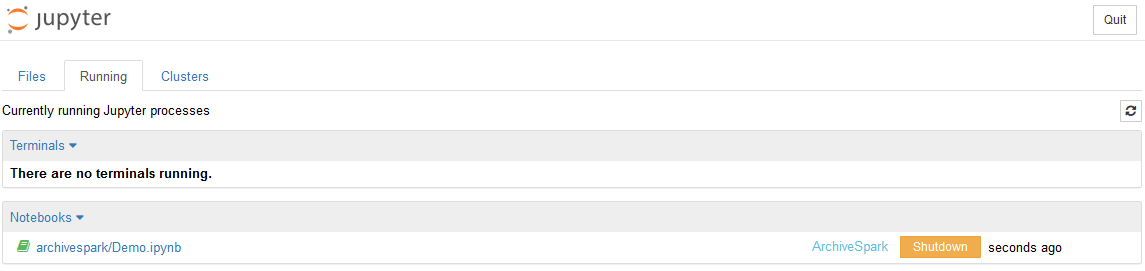 jupyter Quit
Files Running Clusters
Currently running Jupyter processes
Terminals
There are no terminals running.
Notebooks
archivespark/Demo.ipynb ArchiveSpark Shutdown seconds ago